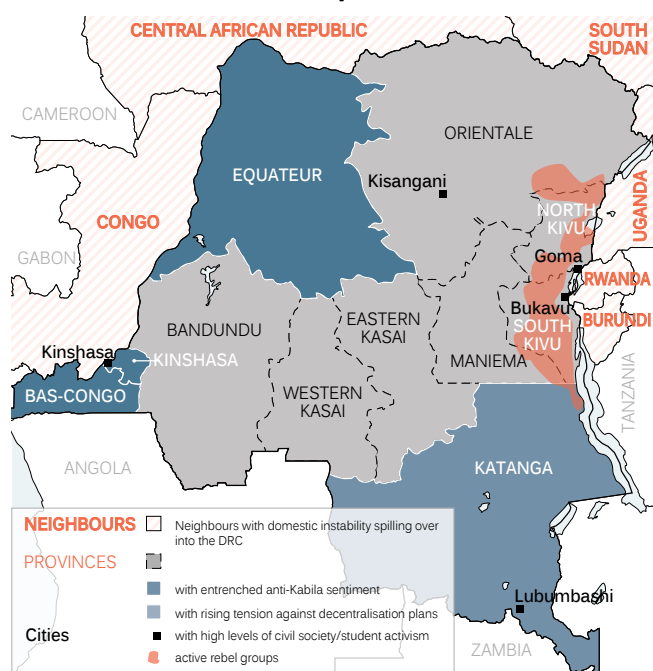 CENTRAL AFRICAN REPUBLIC
SOUTH
SUDAN
CAMEROON
ORIENTALE
EQUATEUR
Kisangani
UGANDA
NORTH
KIVU
CONGO
GABON
Goma
RWANDA
Bukavu
BURUNDI
BANDUNDU
EASTERN
KASAI
SOUTH
KIVU
Kinshasa
KINSHASA
MANIEMA
TANZANIA
BAS-CONGO
WESTERN
KASAI
ANGOLA
KATANGA
NEIGHBOURS
Neighbours with domestic instability spilling over
into the DRC
PROVINCES
with entrenched anti-Kabila sentiment
Lubumbashi
with rising tension against decentralisation plans
Cities
with high levels of civil society/student activism
ZAMBIA
active rebel groups